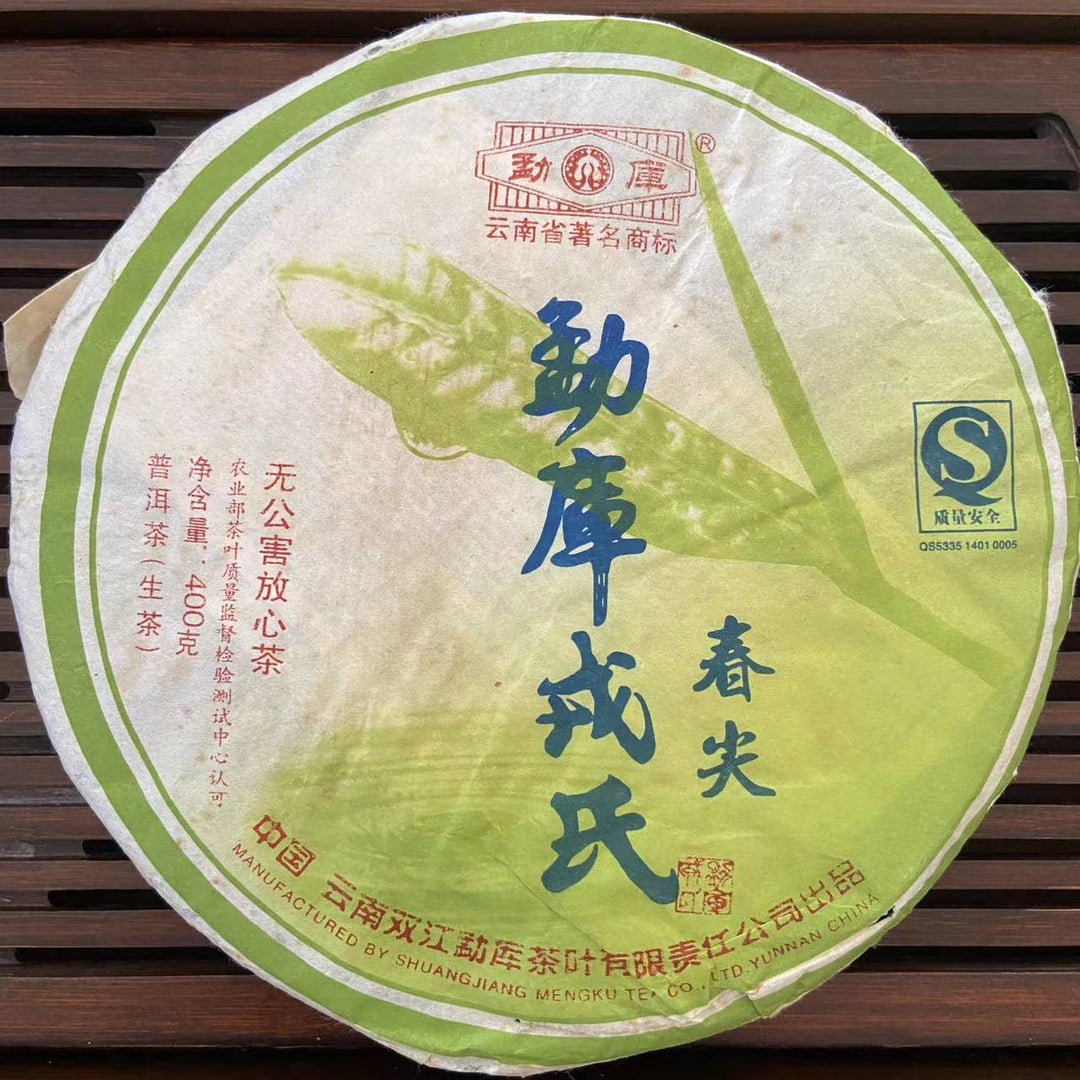 勐库
®
云南省著名商标
勐庫戎氏
春尖
质量安全
QS5335 1401 0005
无公害放心茶
农业部茶叶质量监督检验测试中心认可
净含量：400克
普洱茶（生茶）
中国 云南双江勐库茶叶有限责任公司出品
MANUFACTURED BY SHUANGJIANG MENGKU TEA CO., LTD. YUNNAN CHINA